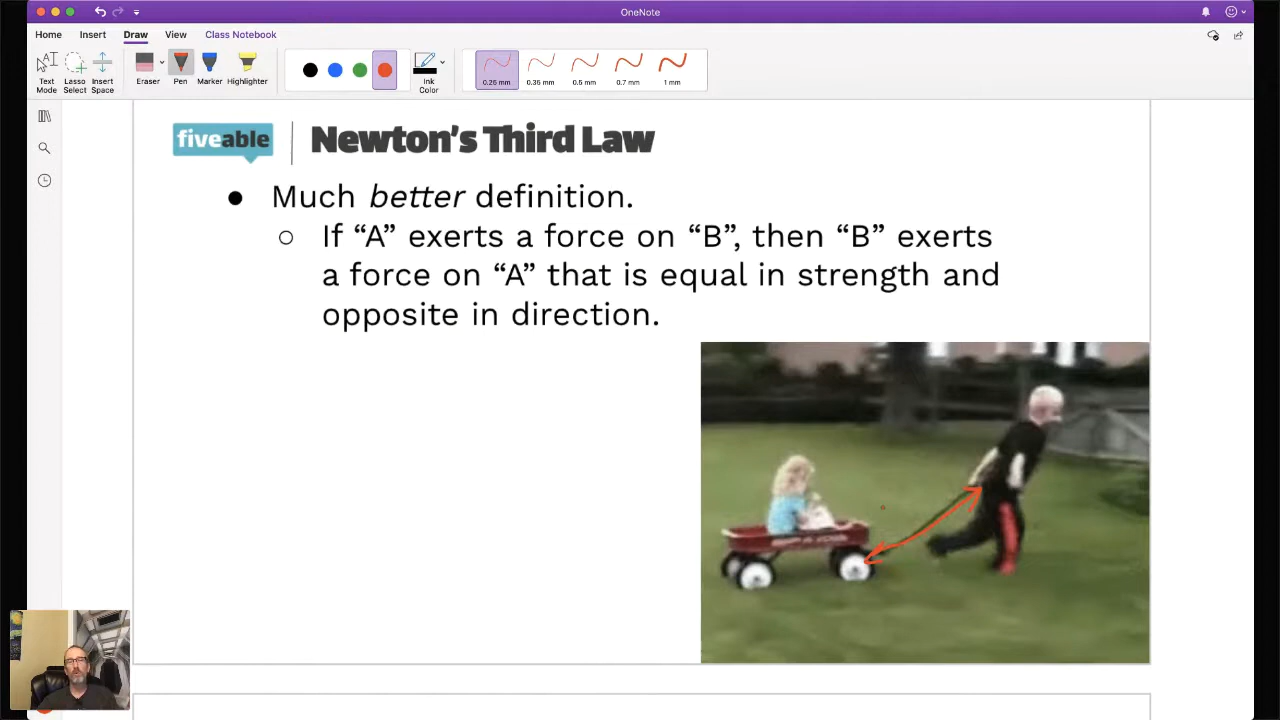 OneNote
Home Insert Draw View Class Notebook
Text Mode
Lasso Select
Insert Space
Eraser
Pen
Marker
Highlighter
Ink Color
0.25 mm
0.35 mm
0.5 mm
0.7 mm
1 mm
fiveable
Newton's Third Law
● Much better definition.
○ If “A” exerts a force on “B”, then “B” exerts
a force on “A” that is equal in strength and
opposite in direction.